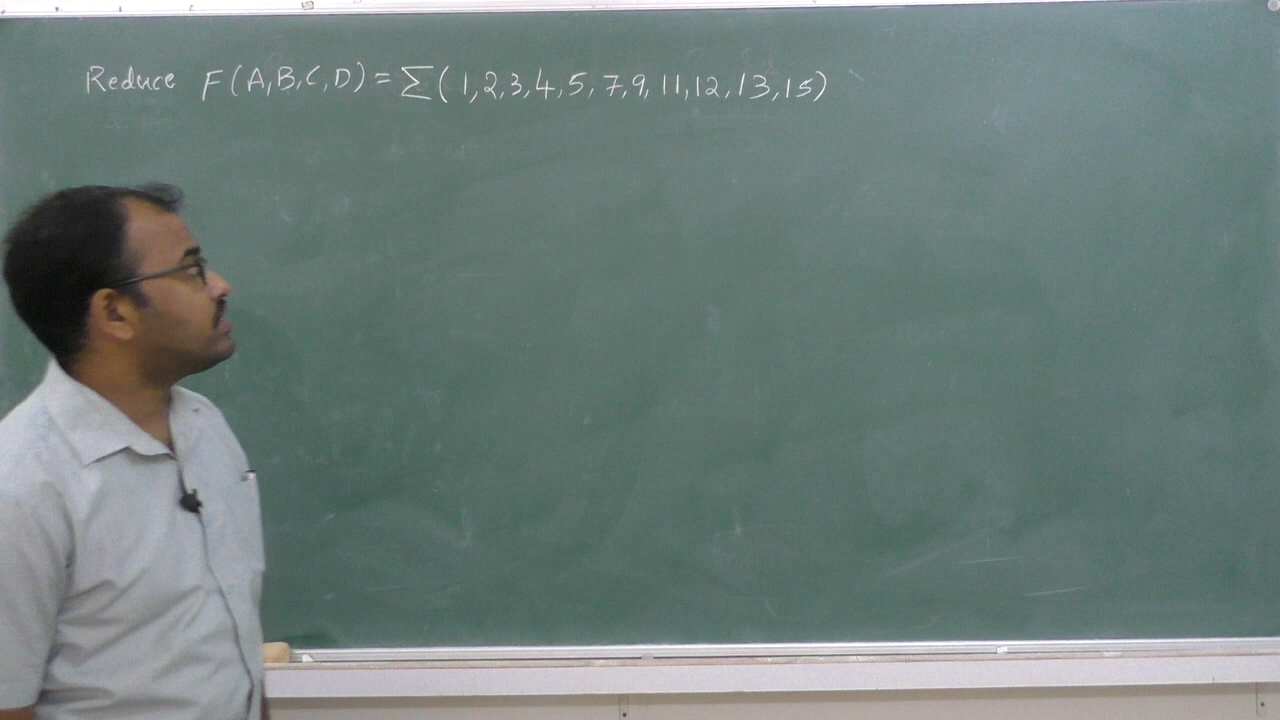 Reduce F(A,B,C,D) = ∑(1,2,3,4,5,7,9,11,12,13,15)